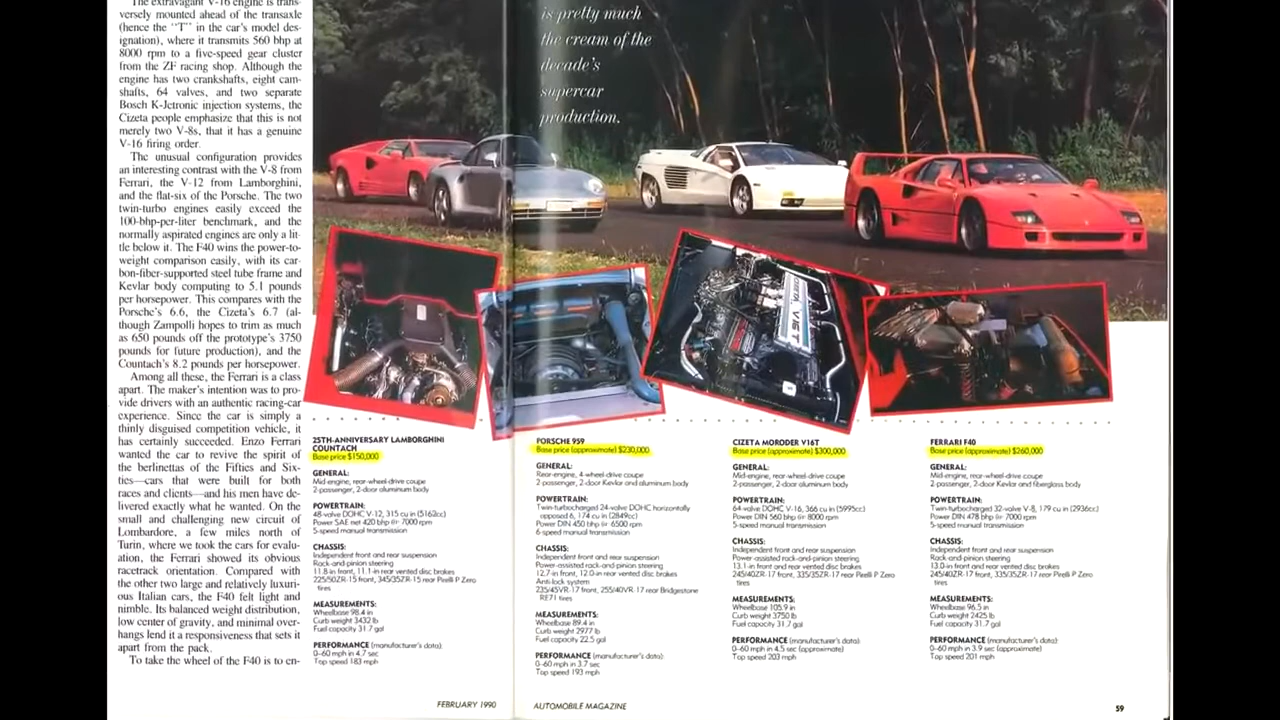 The extravagant V-16 engine is trans-
versely mounted ahead of the transaxle
(hence the "T" in the car's model des-
ignation), where it transmits 560 bhp at
8000 rpm to a five-speed gear cluster
from the ZF racing shop. Although the
engine has two crankshafts, eight cam-
shafts, 64 valves, and two separate
Bosch K-Jetronic injection systems, the
Cizeta people emphasize that this is not
merely two V-8s, that it has a genuine
V-16 firing order.
The unusual configuration provides
an interesting contrast with the V-8 from
Ferrari, the V-12 from Lamborghini,
and the flat-six of the Porsche. The two
twin-turbo engines easily exceed the
100-bhp-per-liter benchmark, and the
normally aspirated engines are only a lit-
tle below it. The F40 wins the power-to-
weight comparison easily, with its car-
bon-fiber-supported steel tube frame and
Kevlar body computing to 5.1 pounds
per horsepower. This compares with the
Porsche's 6.6, the Cizeta's 6.7 (al-
though Zampolli hopes to trim as much
as 650 pounds off the prototype's 3750
pounds for future production), and the
Countach's 8.2 pounds per horsepower.
Among all these, the Ferrari is a class
apart. The maker's intention was to pro-
vide drivers with an authentic racing-car
experience. Since the car is simply a
thinly disguised competition vehicle, it
has certainly succeeded. Enzo Ferrari
wanted the car to revive the spirit of
the berlinettas of the Fifties and Six-
ties—cars that were built for both
races and clients—and his men have de-
livered exactly what he wanted. On the
small and challenging new circuit of
Lombardore, a few miles north of
Turin, where we took the cars for evalu-
ation, the Ferrari showed its obvious
racetrack orientation. Compared with
the other two large and relatively luxuri-
ous Italian cars, the F40 felt light and
nimble. Its balanced weight distribution,
low center of gravity, and minimal over-
hangs lend it a responsiveness that sets it
apart from the pack.
To take the wheel of the F40 is to en-
is pretty much
the cream of the
decade's
supercar
production.
CIZETA V16T
25TH-ANNIVERSARY LAMBORGHINI
COUNTACH
Base price $150,000
GENERAL:
Mid-engine, rear-wheel-drive coupe
2-passenger, 2-door aluminum body
POWERTRAIN:
48-valve DOHC V-12, 315 cu in (5162cc)
Power SAE net 420 bhp @ 7000 rpm
5-speed manual transmission
CHASSIS:
Independent front and rear suspension
Rack-and-pinion steering
11.8-in front, 11.1-in rear vented disc brakes
225/50ZR-15 front, 345/35ZR-15 rear Pirelli P Zero
tires
MEASUREMENTS:
Wheelbase 98.4 in
Curb weight 3432 lb
Fuel capacity 31.7 gal
PERFORMANCE (manufacturer's data):
0–60 mph in 4.7 sec
Top speed 183 mph
PORSCHE 959
Base price (approximate) $230,000
GENERAL:
Rear-engine, 4-wheel-drive coupe
2-passenger, 2-door Kevlar and aluminum body
POWERTRAIN:
Twin-turbocharged 24-valve DOHC horizontally
opposed 6, 174 cu in (2849cc)
Power DIN 450 bhp @ 6500 rpm
6-speed manual transmission
CHASSIS:
Independent front and rear suspension
Power-assisted rack-and-pinion steering
12.7-in front, 12.0-in rear vented disc brakes
Anti-lock system
235/45VR-17 front, 255/40VR-17 rear Bridgestone
RE71 tires
MEASUREMENTS:
Wheelbase 89.4 in
Curb weight 2977 lb
Fuel capacity 22.5 gal
PERFORMANCE (manufacturer's data):
0–60 mph in 3.7 sec
Top speed 193 mph
CIZETA MORODER V16T
Base price (approximate) $300,000
GENERAL:
Mid-engine, rear-wheel-drive coupe
2-passenger, 2-door aluminum body
POWERTRAIN:
64-valve DOHC V-16, 366 cu in (5995cc)
Power DIN 560 bhp @ 8000 rpm
5-speed manual transmission
CHASSIS:
Independent front and rear suspension
Power-assisted rack-and-pinion steering
13.1-in front and rear vented disc brakes
245/40ZR-17 front, 335/35ZR-17 rear Pirelli P Zero
tires
MEASUREMENTS:
Wheelbase 105.9 in
Curb weight 3750 lb
Fuel capacity 31.7 gal
PERFORMANCE (manufacturer's data):
0–60 mph in 4.5 sec (approximate)
Top speed 203 mph
FERRARI F40
Base price (approximate) $260,000
GENERAL:
Mid-engine, rear-wheel-drive coupe
2-passenger, 2-door Kevlar and fiberglass body
POWERTRAIN:
Twin-turbocharged 32-valve V-8, 179 cu in (2936cc)
Power DIN 478 bhp @ 7000 rpm
5-speed manual transmission
CHASSIS:
Independent front and rear suspension
Rack-and-pinion steering
13.0-in front and rear vented disc brakes
245/40ZR-17 front, 335/35ZR-17 rear Pirelli P Zero
tires
MEASUREMENTS:
Wheelbase 96.5 in
Curb weight 2425 lb
Fuel capacity 31.7 gal
PERFORMANCE (manufacturer's data):
0–60 mph in 3.9 sec (approximate)
Top speed 201 mph
FEBRUARY 1990
AUTOMOBILE MAGAZINE
59